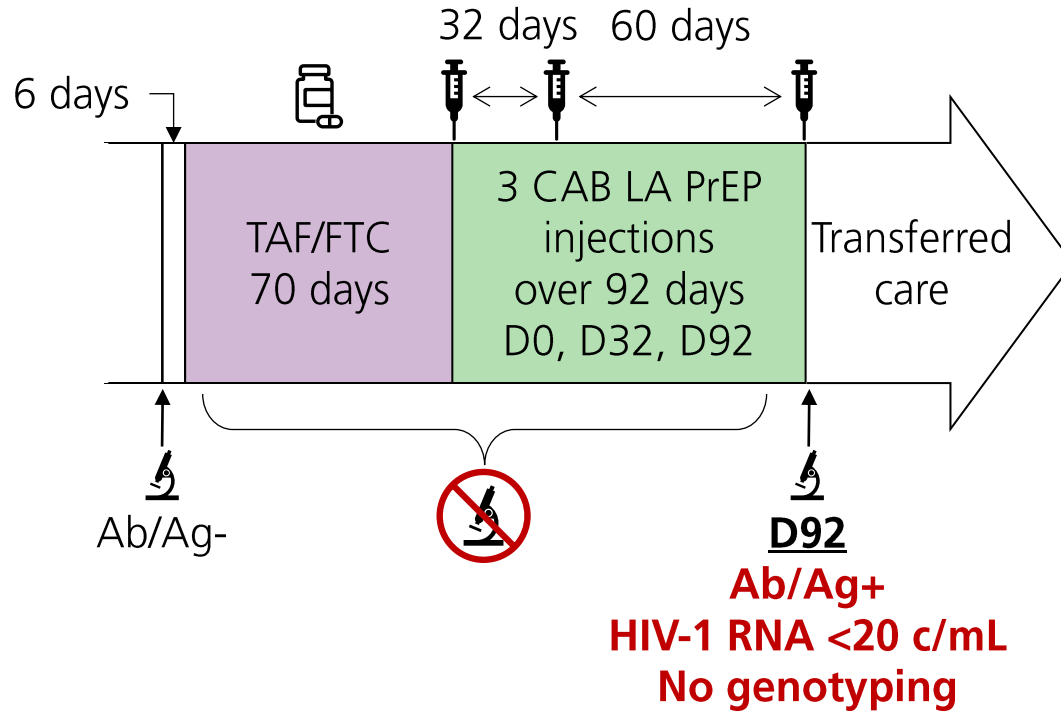 32 days
60 days
6 days
TAF/FTC
70 days
3 CAB LA PrEP
injections
over 92 days
D0, D32, D92
Transferred
care
Ab/Ag-
D92
Ab/Ag+
HIV-1 RNA <20 c/mL
No genotyping